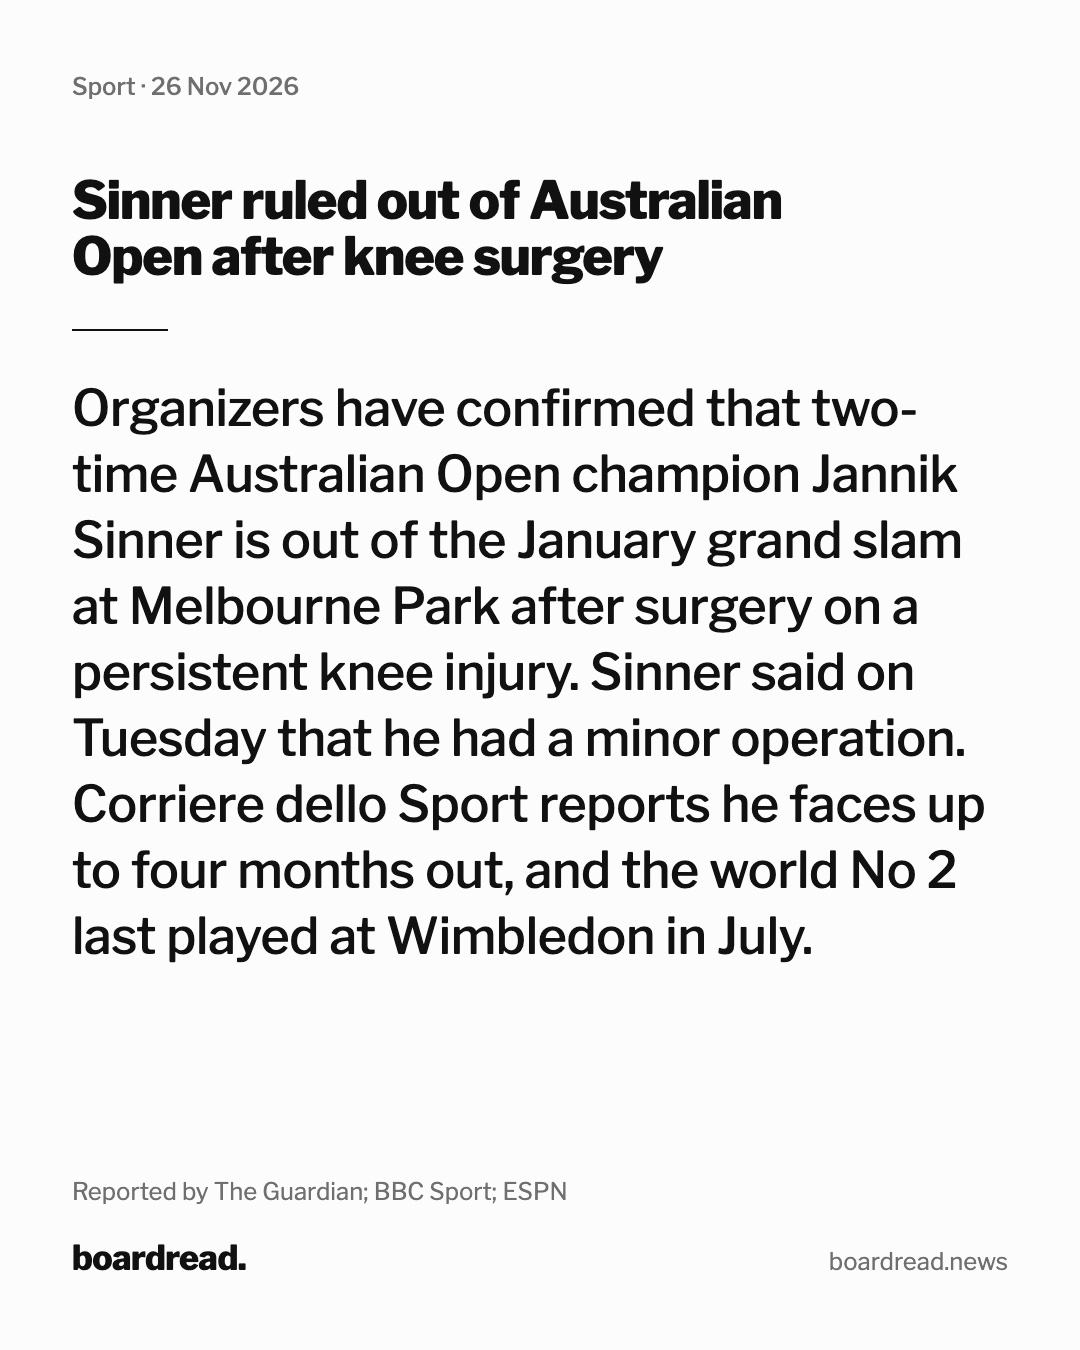 Sport · 26 Nov 2026
Sinner ruled out of Australian
Open after knee surgery
Organizers have confirmed that two-
time Australian Open champion Jannik
Sinner is out of the January grand slam
at Melbourne Park after surgery on a
persistent knee injury. Sinner said on
Tuesday that he had a minor operation.
Corriere dello Sport reports he faces up
to four months out, and the world No 2
last played at Wimbledon in July.
Reported by The Guardian; BBC Sport; ESPN
boardread.
boardread.news